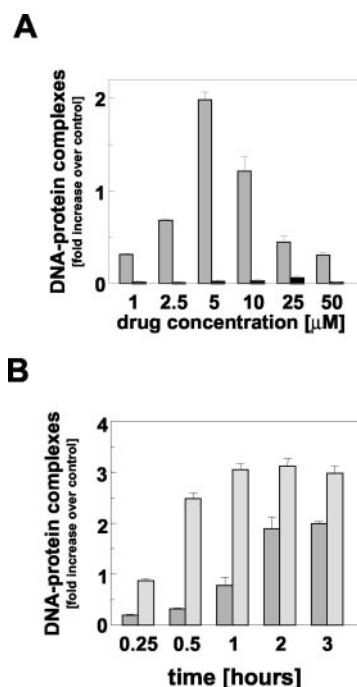 A
DNA-protein complexes
[fold increase over control]
2
1
0
1 2.5 5 10 25 50
drug concentration [μM]
B
DNA-protein complexes
[fold increase over control]
4
3
2
1
0
0.25 0.5 1 2 3
time [hours]